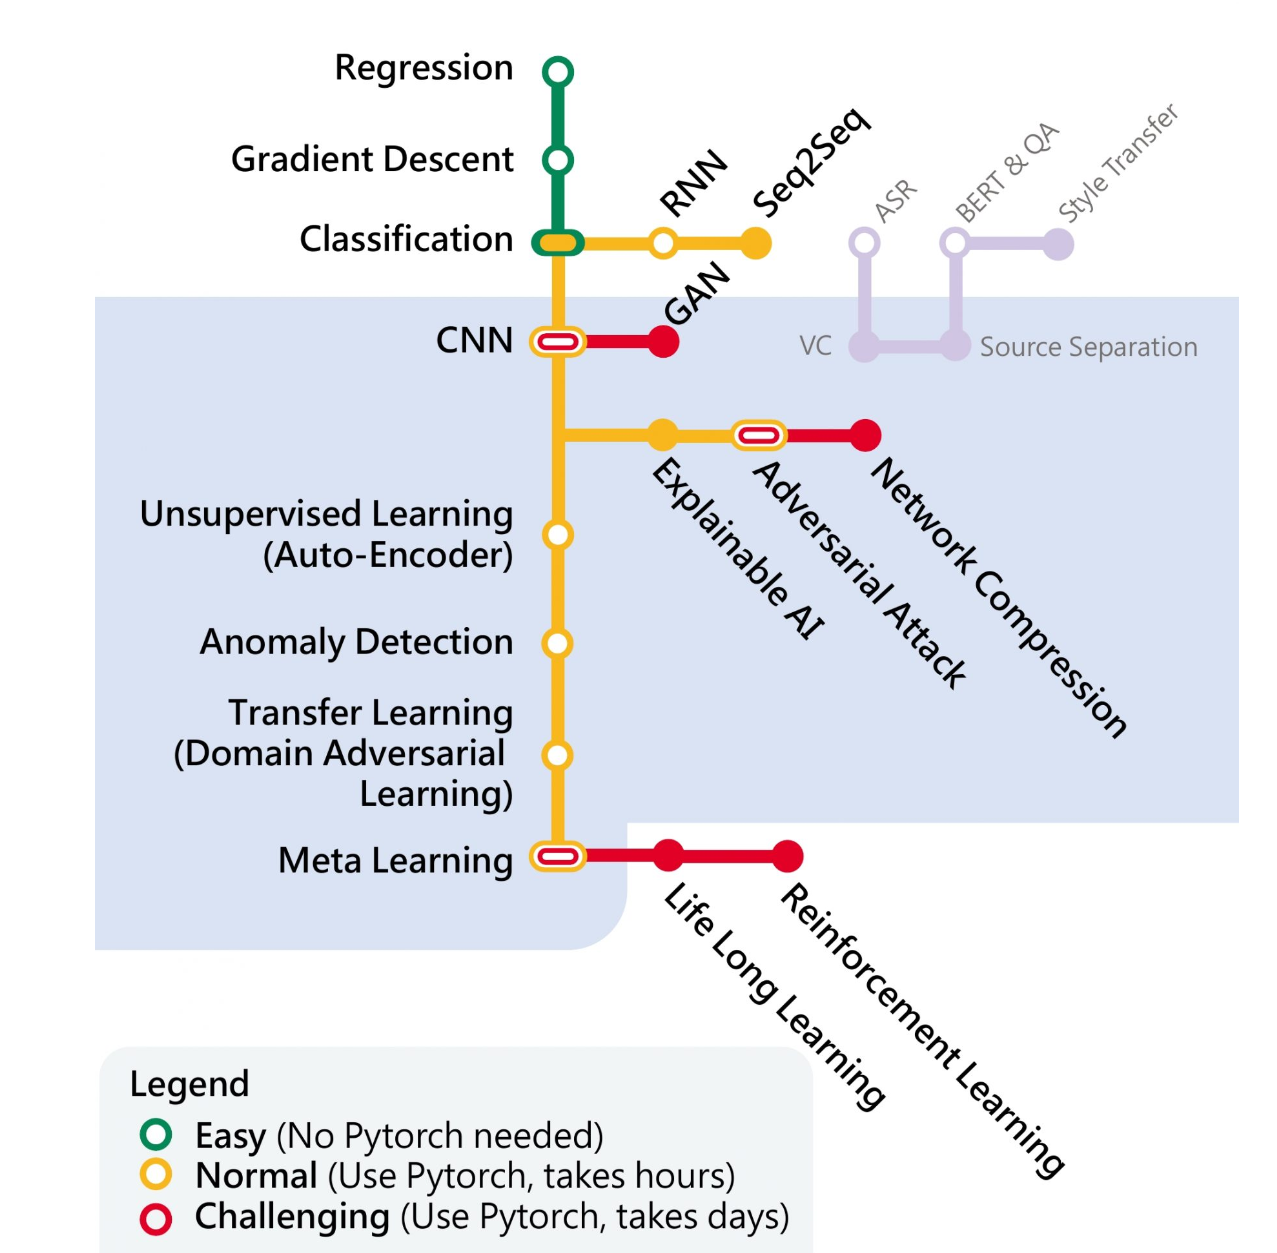 Regression
Gradient Descent
Classification
RNN
Seq2Seq
ASR
BERT & QA
Style Transfer
CNN
GAN
VC
Source Separation
Explainable AI
Adversarial Attack
Network Compression
Unsupervised Learning
(Auto-Encoder)
Anomaly Detection
Transfer Learning
(Domain Adversarial
Learning)
Meta Learning
Life Long Learning
Reinforcement Learning
Legend
Easy (No Pytorch needed)
Normal (Use Pytorch, takes hours)
Challenging (Use Pytorch, takes days)